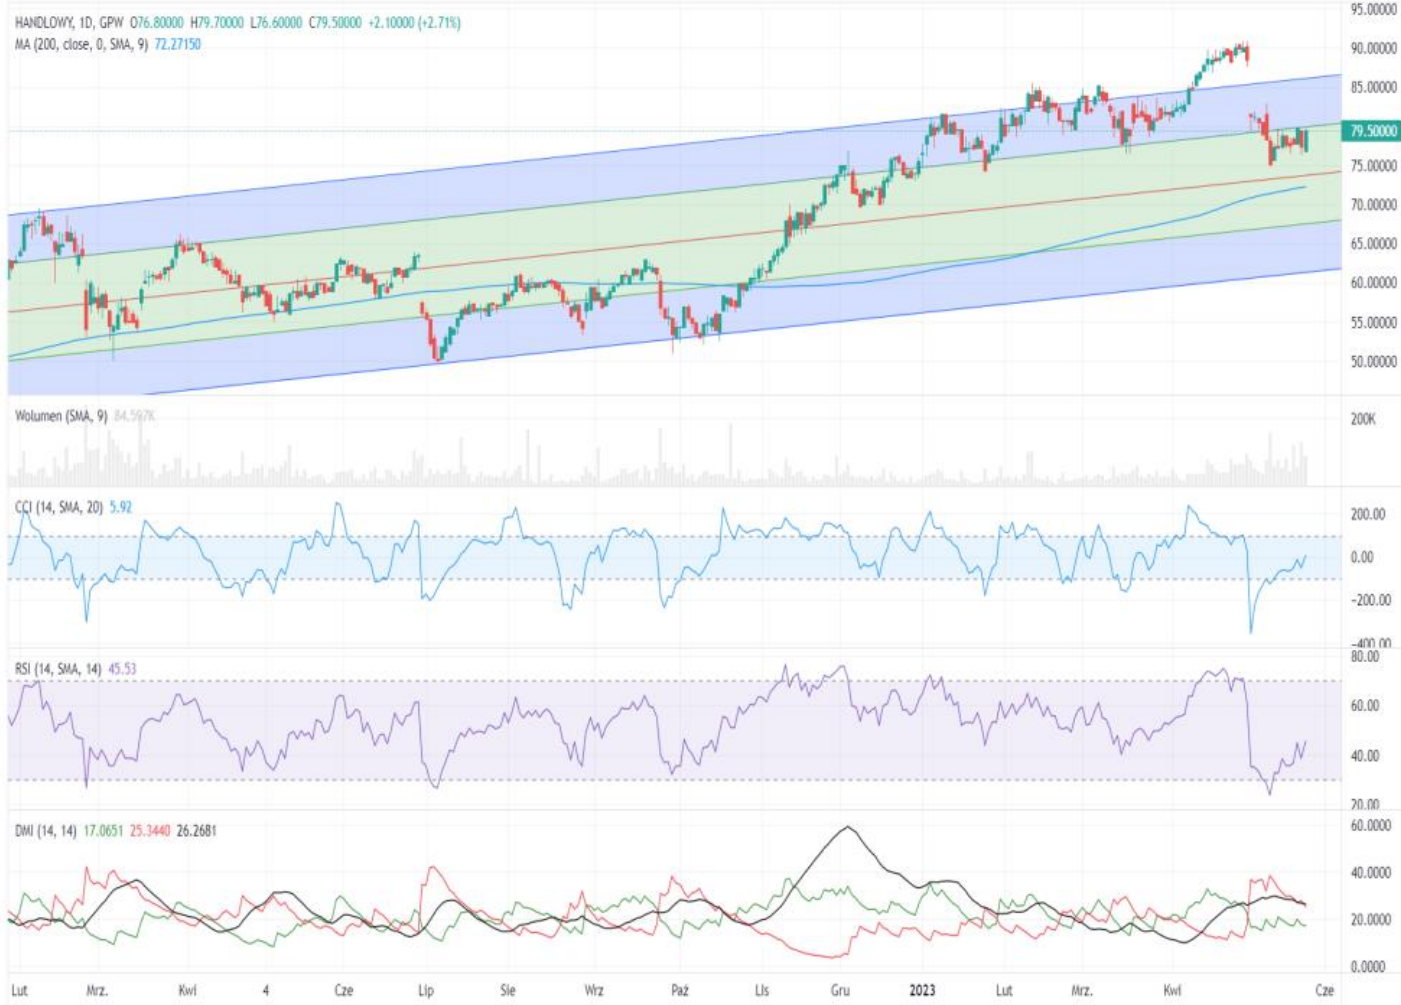 HANDLOWY, 1D, GPW O76.80000 H79.70000 L76.60000 C79.50000 +2.10000 (+2.71%)
MA (200, close, 0, SMA, 9) 72.27150
95.00000
90.00000
85.00000
79.50000
75.00000
70.00000
65.00000
60.00000
55.00000
50.00000
Wolumen (SMA, 9) 84.597K
200K
CCI (14, SMA, 20) 5.92
200.00
0.00
−200.00
−400.00
RSI (14, SMA, 14) 45.53
80.00
60.00
40.00
20.00
DMI (14, 14) 17.0651 25.3440 26.2681
60.0000
40.0000
20.0000
0.0000
Lut Mrz. Kwi 4 Cze Lip Sie Wrz Paź Lis Gru 2023 Lut Mrz. Kwi Cze